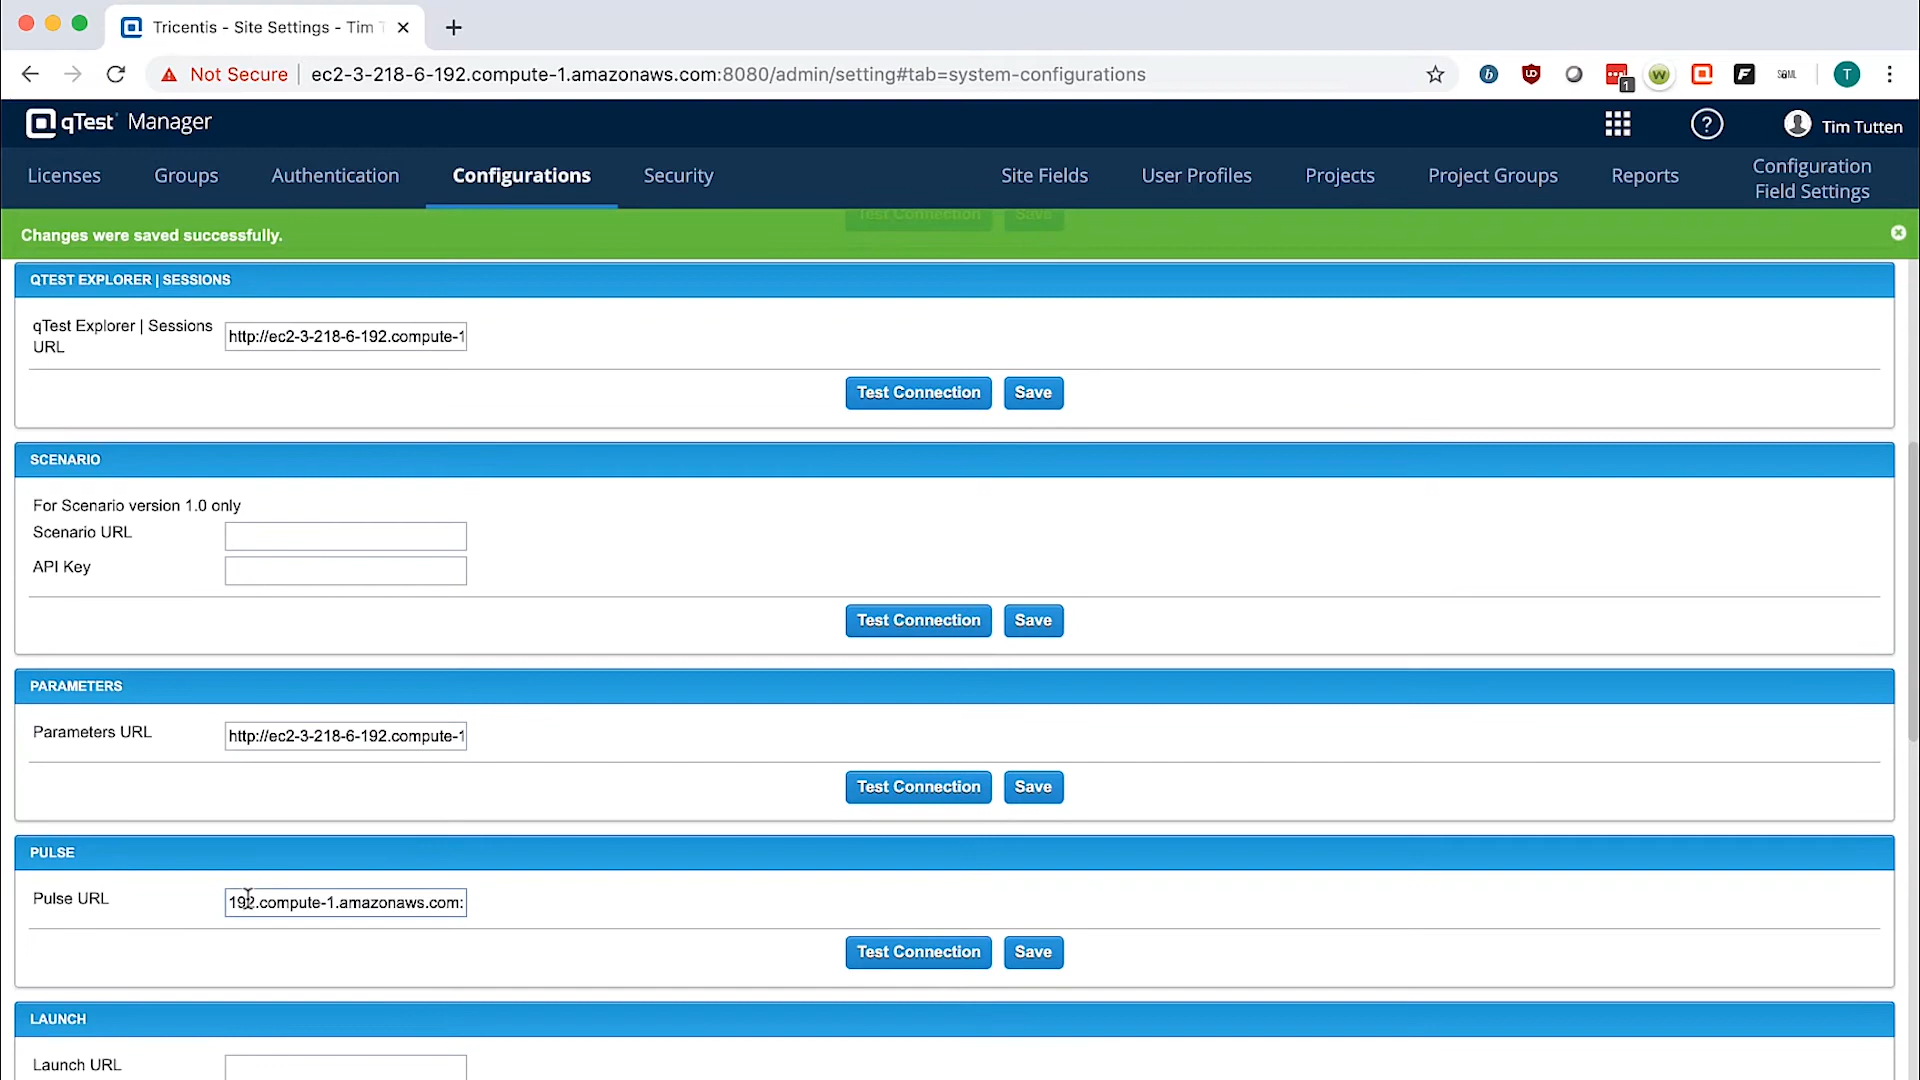 Tricentis - Site Settings - Tim T
Not Secure
ec2-3-218-6-192.compute-1.amazonaws.com:8080/admin/setting#tab=system-configurations
1
T
qTest Manager
Tim Tutten
Licenses
Groups
Authentication
Configurations
Security
Site Fields
User Profiles
Projects
Project Groups
Reports
Configuration
Field Settings
Test Connection
Save
Changes were saved successfully.
QTEST EXPLORER | SESSIONS
qTest Explorer | Sessions
URL
http://ec2-3-218-6-192.compute-1
Test Connection
Save
SCENARIO
For Scenario version 1.0 only
Scenario URL
API Key
Test Connection
Save
PARAMETERS
Parameters URL
http://ec2-3-218-6-192.compute-1
Test Connection
Save
PULSE
Pulse URL
192.compute-1.amazonaws.com:
Test Connection
Save
LAUNCH
Launch URL